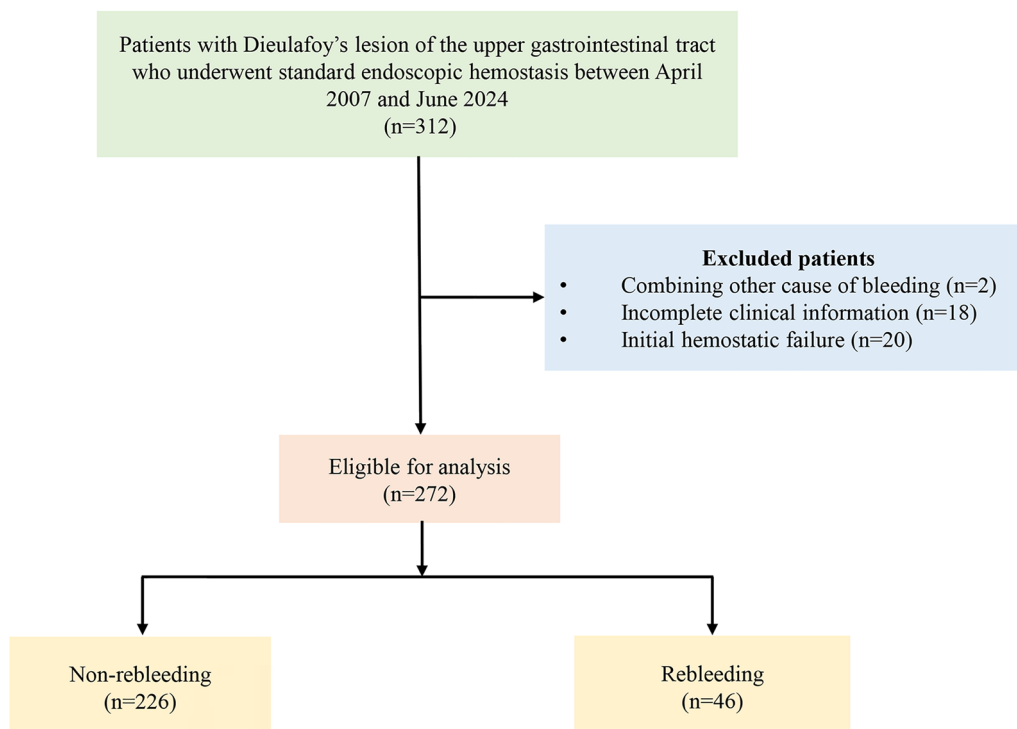 Patients with Dieulafoy's lesion of the upper gastrointestinal tract
who underwent standard endoscopic hemostasis between April
2007 and June 2024
(n=312)
Excluded patients
• Combining other cause of bleeding (n=2)
• Incomplete clinical information (n=18)
• Initial hemostatic failure (n=20)
Eligible for analysis
(n=272)
Non-rebleeding
(n=226)
Rebleeding
(n=46)